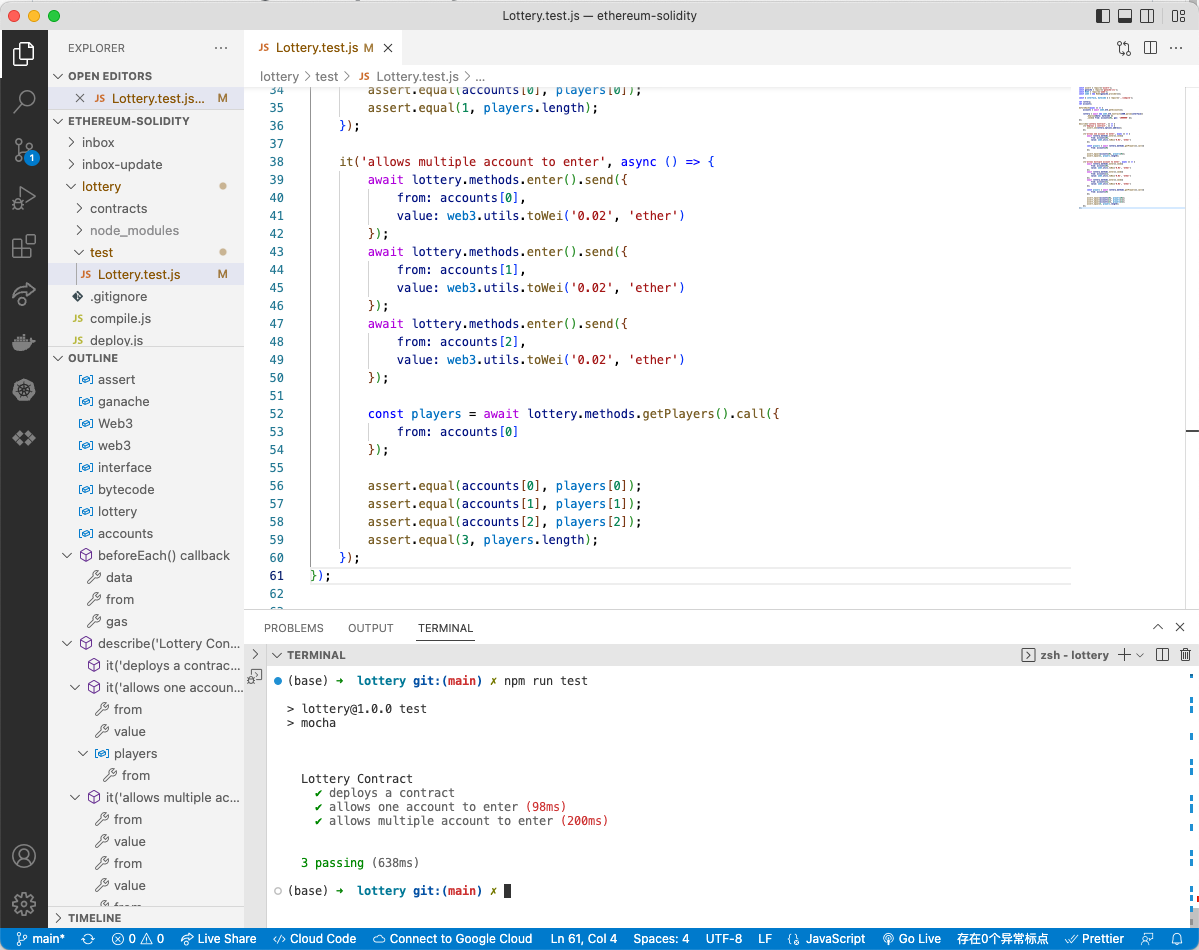 Lottery.test.js — ethereum-solidity
EXPLORER
OPEN EDITORS
JS Lottery.test.js... M
ETHEREUM-SOLIDITY
inbox
inbox-update
lottery
contracts
node_modules
test
JS Lottery.test.js M
.gitignore
JS compile.js
JS deploy.js
OUTLINE
assert
ganache
Web3
web3
interface
bytecode
lottery
accounts
beforeEach() callback
data
from
gas
describe('Lottery Con...
it('deploys a contrac...
it('allows one accoun...
from
value
players
from
it('allows multiple ac...
from
value
from
value
from
TIMELINE
JS Lottery.test.js M
lottery > test > JS Lottery.test.js > ...
34 assert.equal(accounts[0], players[0]);
35 assert.equal(1, players.length);
36 });
37
38 it('allows multiple account to enter', async () => {
39 await lottery.methods.enter().send({
40 from: accounts[0],
41 value: web3.utils.toWei('0.02', 'ether')
42 });
43 await lottery.methods.enter().send({
44 from: accounts[1],
45 value: web3.utils.toWei('0.02', 'ether')
46 });
47 await lottery.methods.enter().send({
48 from: accounts[2],
49 value: web3.utils.toWei('0.02', 'ether')
50 });
51
52 const players = await lottery.methods.getPlayers().call({
53 from: accounts[0]
54 });
55
56 assert.equal(accounts[0], players[0]);
57 assert.equal(accounts[1], players[1]);
58 assert.equal(accounts[2], players[2]);
59 assert.equal(3, players.length);
60 });
61 });
62
PROBLEMS OUTPUT TERMINAL
TERMINAL zsh - lottery
(base) ➜ lottery git:(main) ✗ npm run test
> lottery@1.0.0 test
> mocha
Lottery Contract
✔ deploys a contract
✔ allows one account to enter (98ms)
✔ allows multiple account to enter (200ms)
3 passing (638ms)
(base) ➜ lottery git:(main) ✗
1
main* 0 0 Live Share Cloud Code Connect to Google Cloud Ln 61, Col 4 Spaces: 4 UTF-8 LF JavaScript Go Live 存在0个异常标点 Prettier